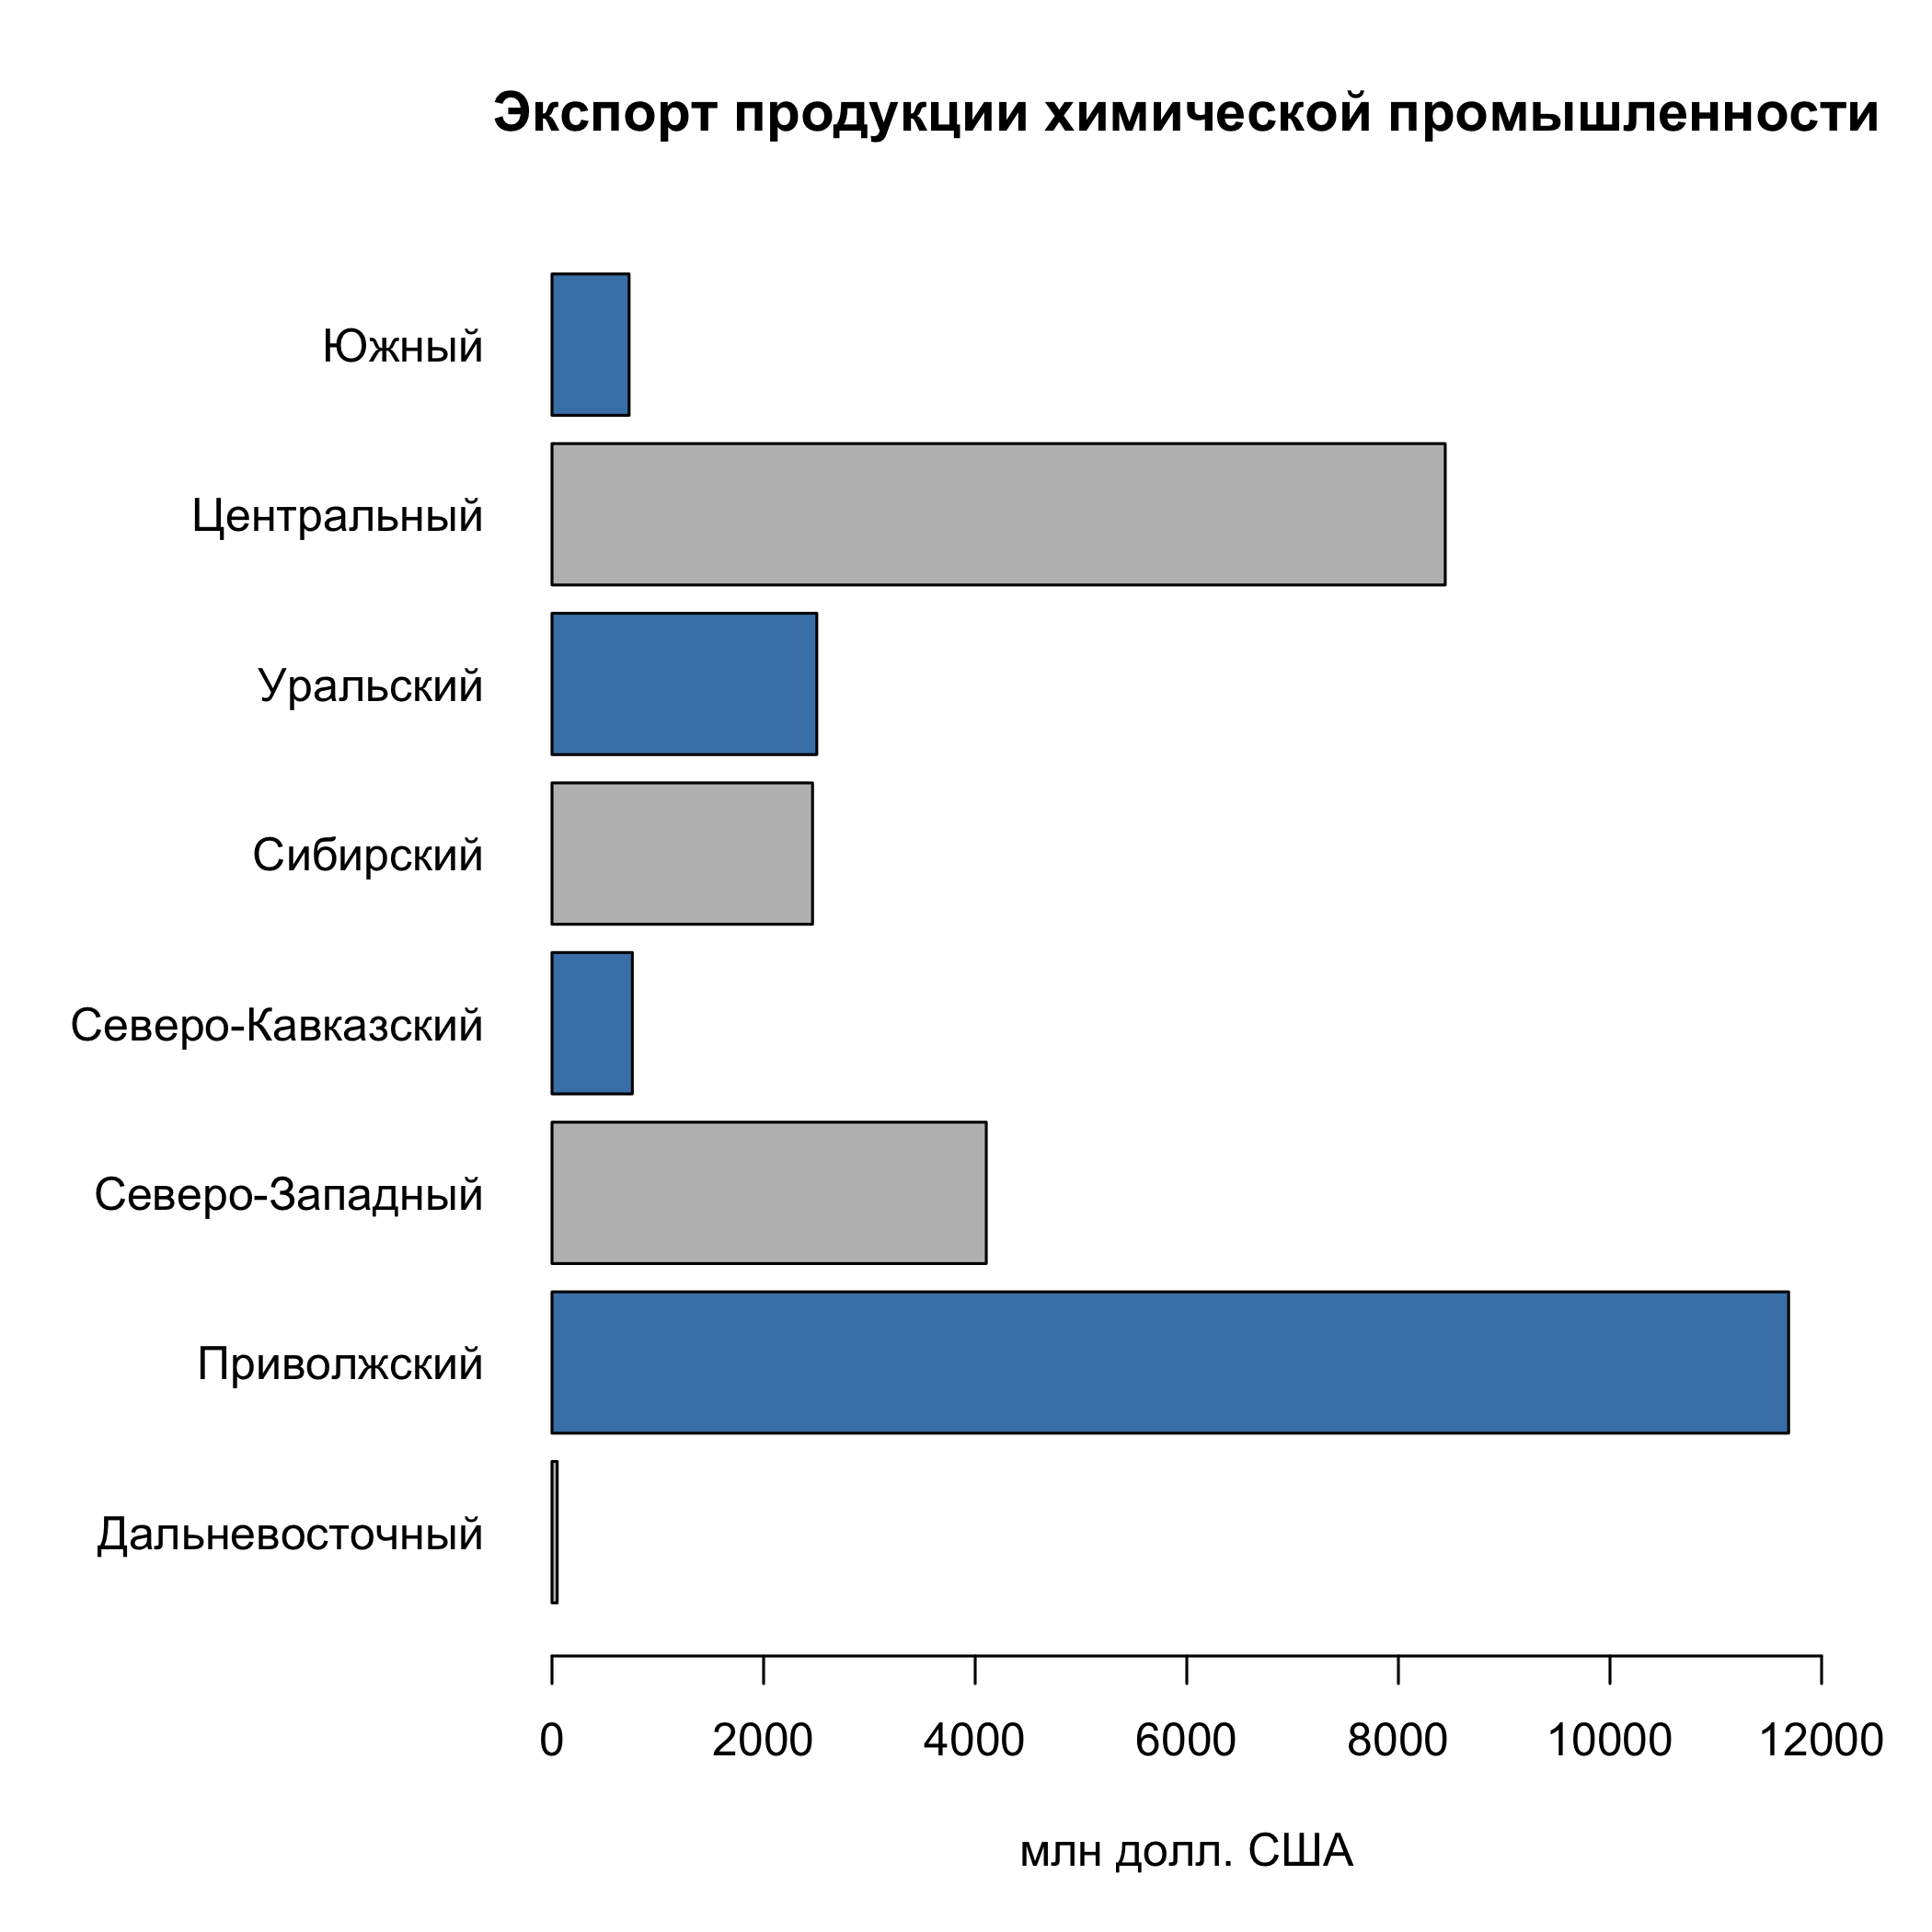 Экспорт продукции химической промышленности
Южный
Центральный
Уральский
Сибирский
Северо-Кавказский
Северо-Западный
Приволжский
Дальневосточный
0 2000 4000 6000 8000 10000 12000
млн долл. США